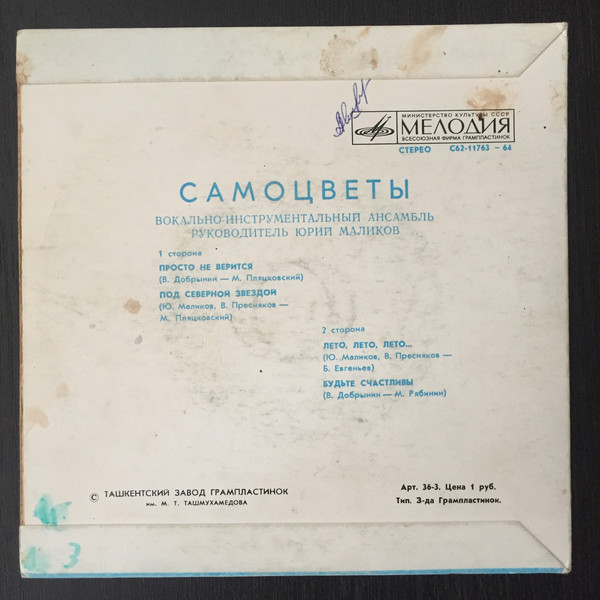 МИНИСТЕРСТВО КУЛЬТУРЫ СССР
МЕЛОДИЯ
ВСЕСОЮЗНАЯ ФИРМА ГРАМПЛАСТИНОК
СТЕРЕО С62-11763 – 64
САМОЦВЕТЫ
ВОКАЛЬНО-ИНСТРУМЕНТАЛЬНЫЙ АНСАМБЛЬ
РУКОВОДИТЕЛЬ ЮРИЙ МАЛИКОВ
1 сторона
ПРОСТО НЕ ВЕРИТСЯ
(В. Добрынин — М. Пляцковский)
ПОД СЕВЕРНОЙ ЗВЕЗДОЙ
(Ю. Маликов, В. Пресняков —
М. Пляцковский)
2 сторона
ЛЕТО, ЛЕТО, ЛЕТО...
(Ю. Маликов, В. Пресняков —
Б. Евгеньев)
БУДЬТЕ СЧАСТЛИВЫ
(В. Добрынин — М. Рябинин)
© ТАШКЕНТСКИЙ ЗАВОД ГРАМПЛАСТИНОК
им. М. Т. ТАШМУХАМЕДОВА
Арт. 36-3. Цена 1 руб.
Тип. З-да Грампластинок.
3